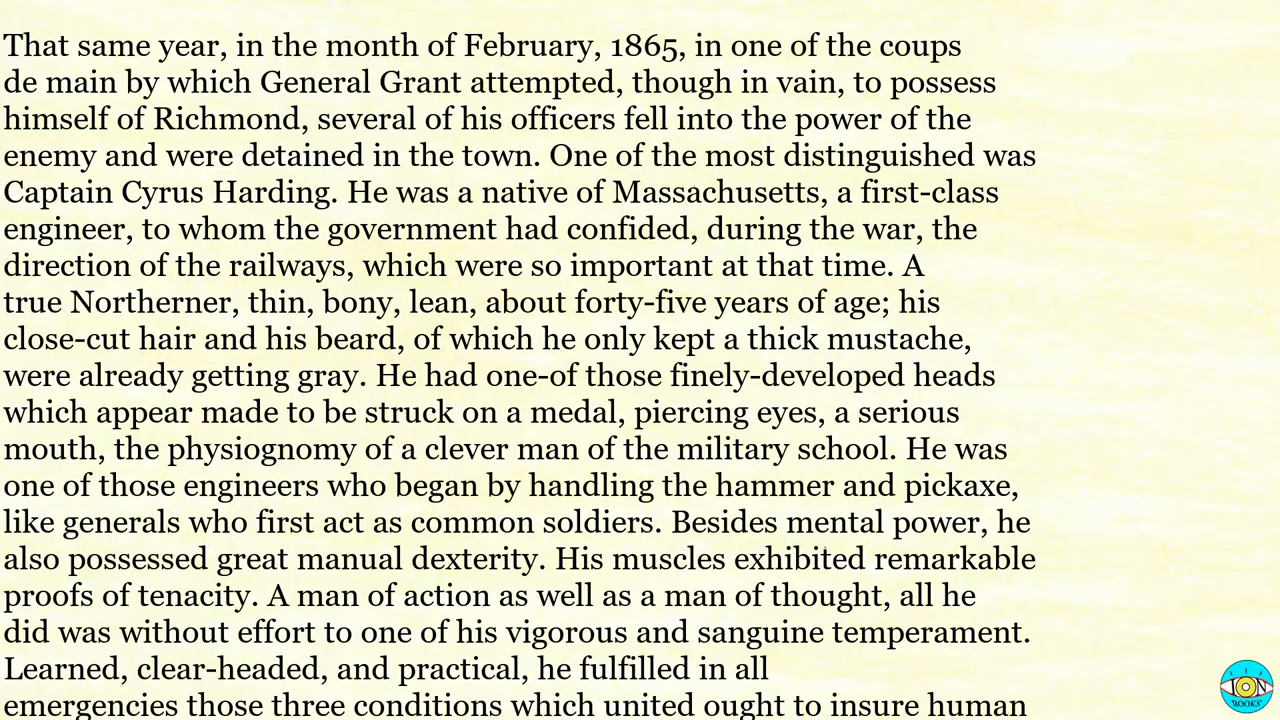 That same year, in the month of February, 1865, in one of the coups
de main by which General Grant attempted, though in vain, to possess
himself of Richmond, several of his officers fell into the power of the
enemy and were detained in the town. One of the most distinguished was
Captain Cyrus Harding. He was a native of Massachusetts, a first-class
engineer, to whom the government had confided, during the war, the
direction of the railways, which were so important at that time. A
true Northerner, thin, bony, lean, about forty-five years of age; his
close-cut hair and his beard, of which he only kept a thick mustache,
were already getting gray. He had one-of those finely-developed heads
which appear made to be struck on a medal, piercing eyes, a serious
mouth, the physiognomy of a clever man of the military school. He was
one of those engineers who began by handling the hammer and pickaxe,
like generals who first act as common soldiers. Besides mental power, he
also possessed great manual dexterity. His muscles exhibited remarkable
proofs of tenacity. A man of action as well as a man of thought, all he
did was without effort to one of his vigorous and sanguine temperament.
Learned, clear-headed, and practical, he fulfilled in all
emergencies those three conditions which united ought to insure human
ION
BOOKS